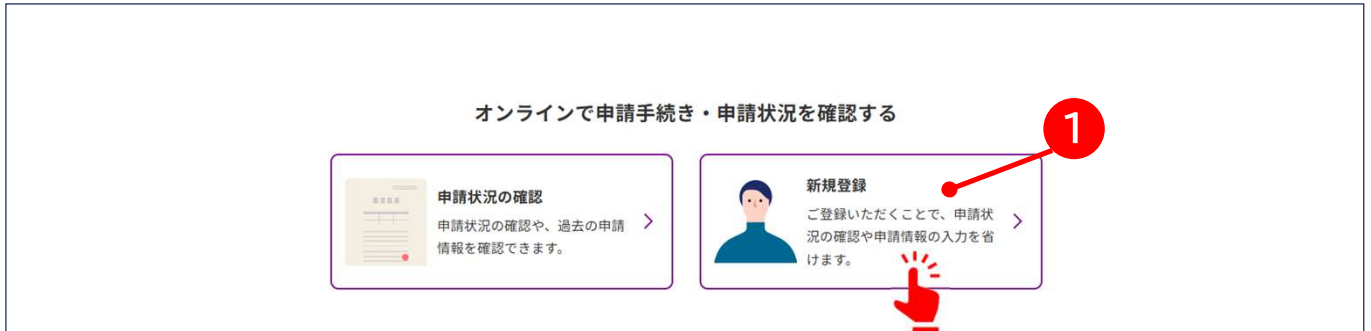 オンラインで申請手続き・申請状況を確認する
1
申請状況の確認
申請状況の確認や、過去の申請
情報を確認できます。
新規登録
ご登録いただくことで、申請状
況の確認や申請情報の入力を省
けます。